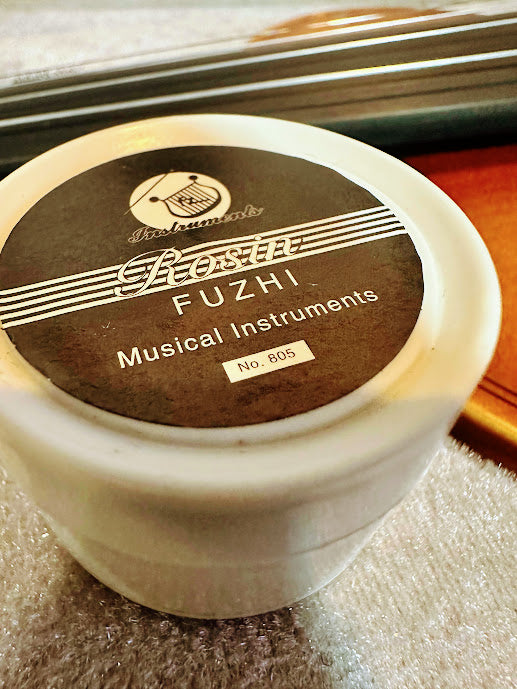 Instruments
Rosin
FUZHI
Musical Instruments
No. 805